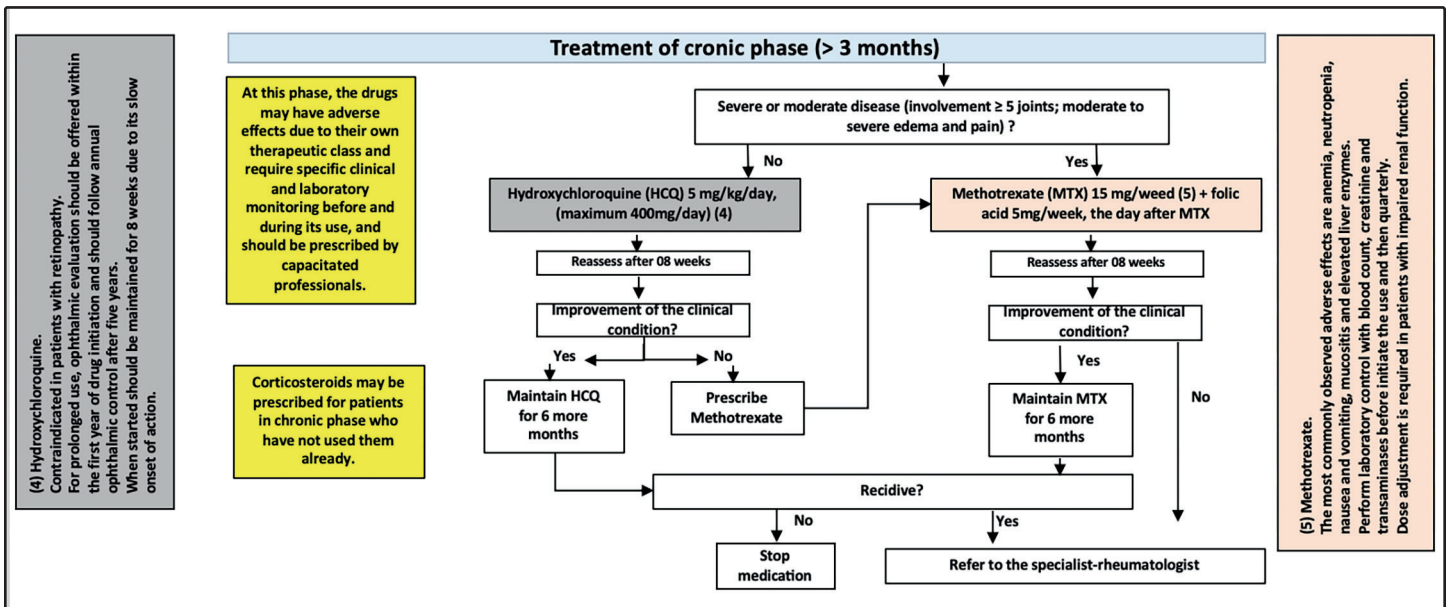 Treatment of cronic phase (> 3 months)
(4) Hydroxychloroquine.
Contraindicated in patients with retinopathy.
For prolonged use, ophthalmic evaluation should be offered within
the first year of drug initiation and should follow annual
ophthalmic control after five years.
When started should be maintained for 8 weeks due to its slow
onset of action.
At this phase, the drugs
may have adverse
effects due to their own
therapeutic class and
require specific clinical
and laboratory
monitoring before and
during its use, and
should be prescribed by
capacitated
professionals.
Corticosteroids may be
prescribed for patients
in chronic phase who
have not used them
already.
Severe or moderate disease (involvement ≥ 5 joints; moderate to
severe edema and pain) ?
No
Yes
Hydroxychloroquine (HCQ) 5 mg/kg/day,
(maximum 400mg/day) (4)
Methotrexate (MTX) 15 mg/weed (5) + folic
acid 5mg/week, the day after MTX
Reassess after 08 weeks
Reassess after 08 weeks
Improvement of the clinical
condition?
Improvement of the clinical
condition?
Yes
No
Yes
No
Maintain HCQ
for 6 more
months
Prescribe
Methotrexate
Maintain MTX
for 6 more
months
Recidive?
No
Yes
Stop
medication
Refer to the specialist-rheumatologist
(5) Methotrexate.
The most commonly observed adverse effects are anemia, neutropenia,
nausea and vomiting, mucositis and elevated liver enzymes.
Perform laboratory control with blood count, creatinine and
transaminases before initiate the use and then quarterly.
Dose adjustment is required in patients with impaired renal function.